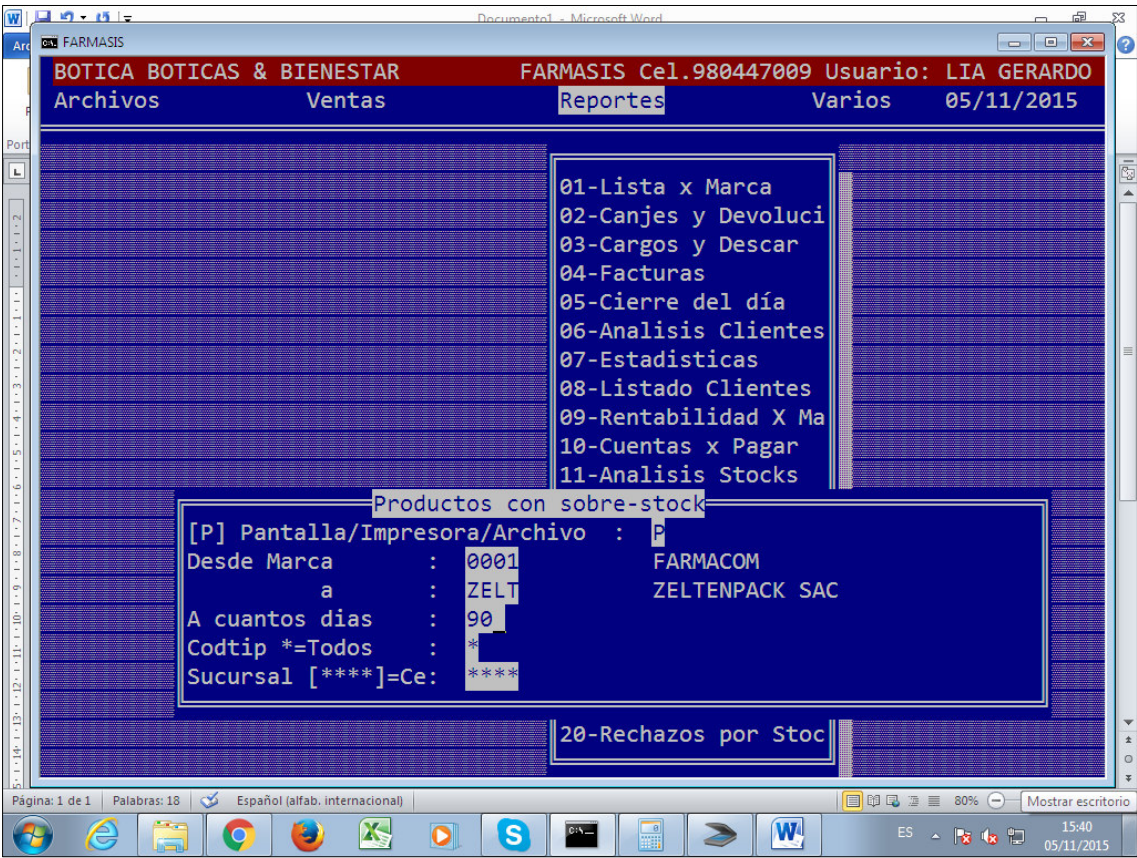 Documento1 - Microsoft Word
FARMASIS
BOTICA BOTICAS & BIENESTAR FARMASIS Cel.980447009 Usuario: LIA GERARDO
Archivos Ventas Reportes Varios 05/11/2015
01-Lista x Marca
02-Canjes y Devoluci
03-Cargos y Descar
04-Facturas
05-Cierre del día
06-Analisis Clientes
07-Estadisticas
08-Listado Clientes
09-Rentabilidad X Ma
10-Cuentas x Pagar
11-Analisis Stocks
Productos con sobre-stock
[P] Pantalla/Impresora/Archivo : P
Desde Marca : 0001 FARMACOM
a : ZELT ZELTENPACK SAC
A cuantos dias : 90_
Codtip *=Todos : *
Sucursal [****]=Ce: ****
20-Rechazos por Stoc
Página: 1 de 1 Palabras: 18 Español (alfab. internacional) 80% Mostrar escritorio
ES 15:40
05/11/2015